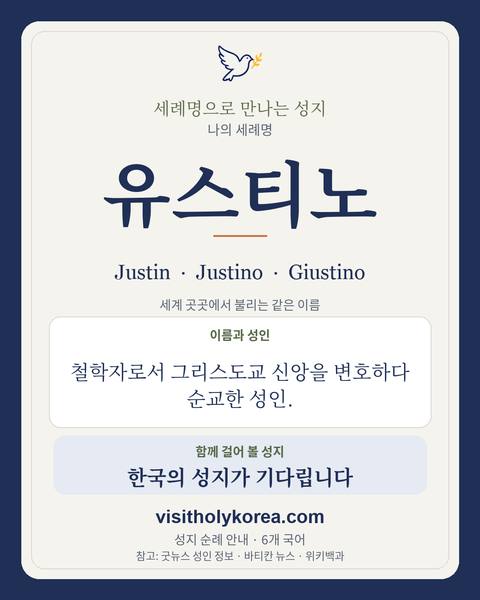 세례명으로 만나는 성지
나의 세례명
유스티노
Justin · Justino · Giustino
세계 곳곳에서 불리는 같은 이름
이름과 성인
철학자로서 그리스도교 신앙을 변호하다
순교한 성인.
함께 걸어 볼 성지
한국의 성지가 기다립니다
visitholykorea.com
성지 순례 안내 · 6개 국어
참고: 굿뉴스 성인 정보 · 바티칸 뉴스 · 위키백과